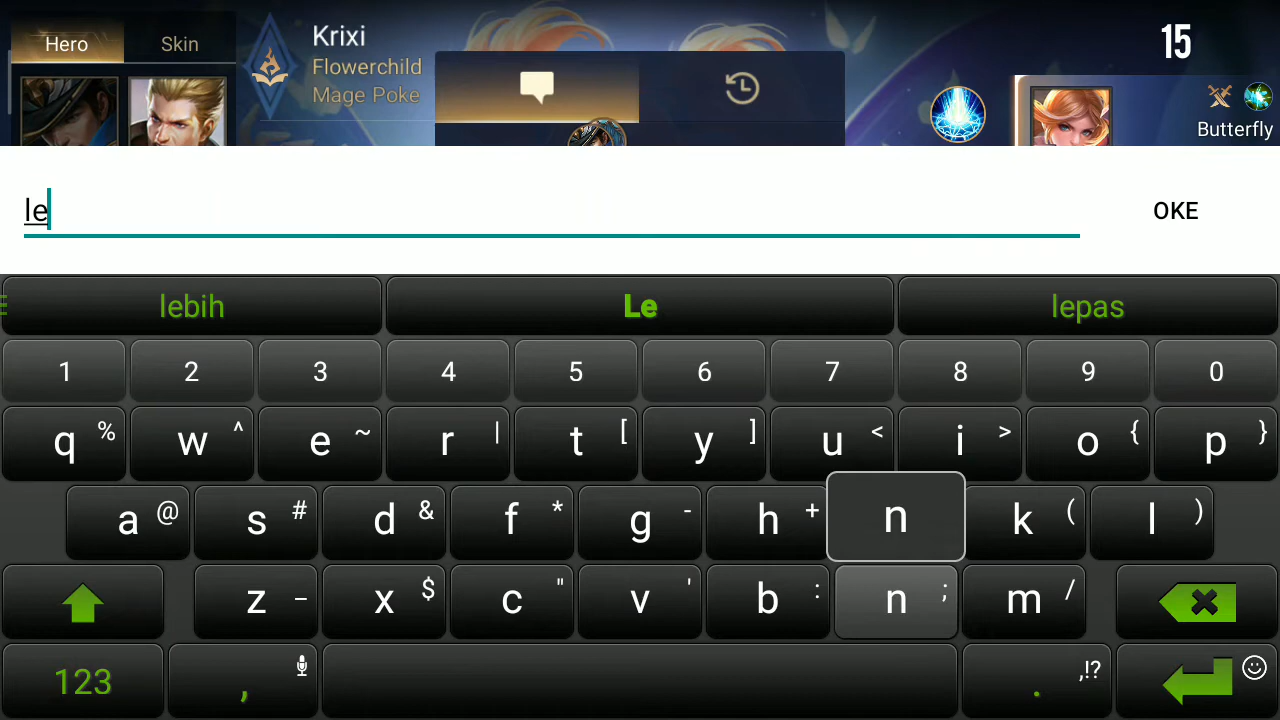 Hero Skin
Krixi
Flowerchild
Mage Poke
15
Butterfly
le
OKE
lebih Le lepas
1 2 3 4 5 6 7 8 9 0
q % w ^ e ~ r | t [ y ] u < i > o { p }
a @ s # d & f * g - h + n k ( l )
z _ x $ c " v ' b : n ; m /
123 , . ,!?